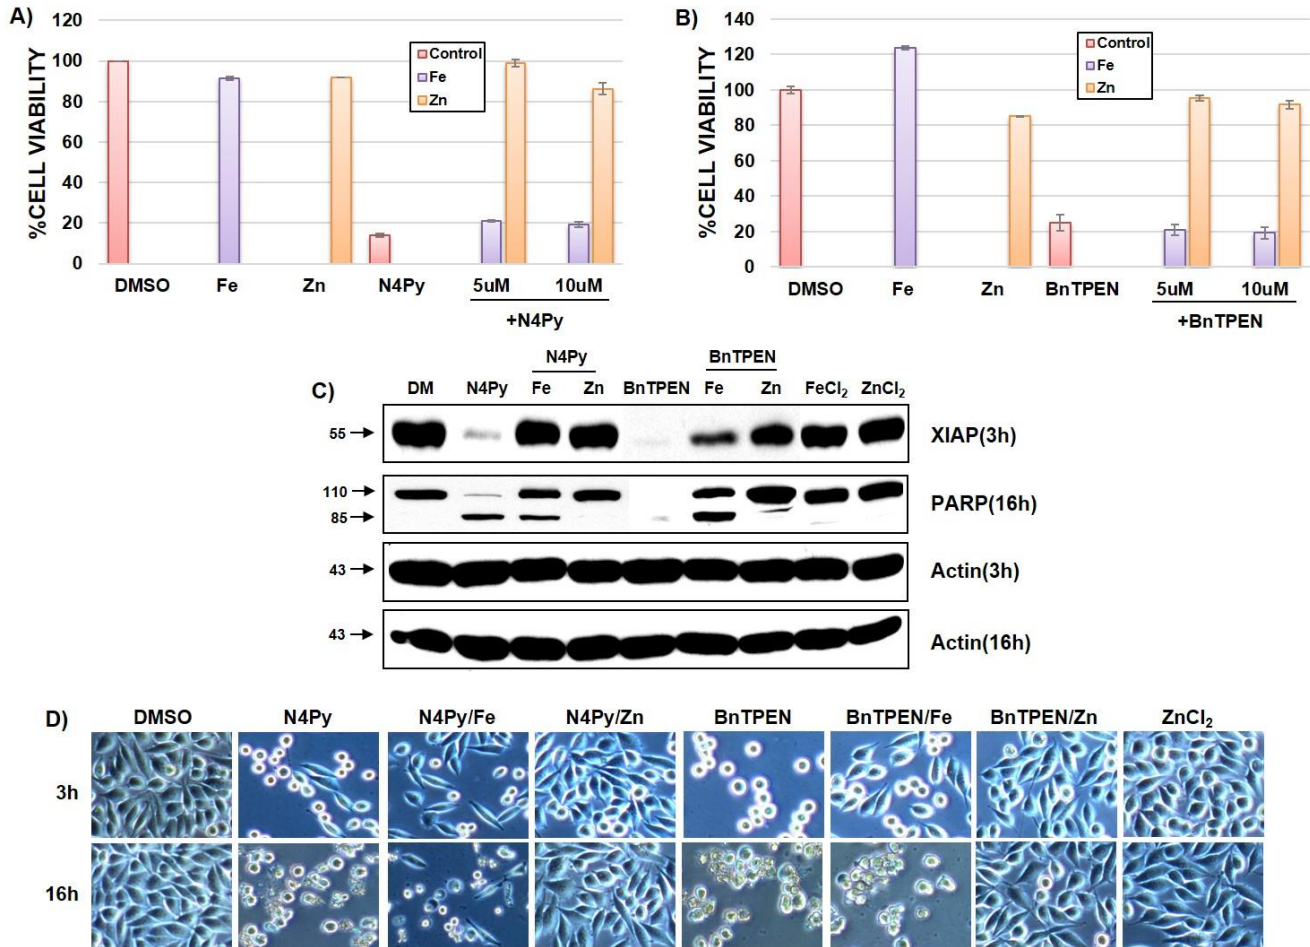 A)
120
100
80
60
40
20
0
%CELL VIABILITY
Control
Fe
Zn
DMSO Fe Zn N4Py 5uM 10uM
+N4Py
B)
140
120
100
80
60
40
20
0
%CELL VIABILITY
Control
Fe
Zn
DMSO Fe Zn BnTPEN 5uM 10uM
+BnTPEN
C)
N4Py BnTPEN
DM N4Py Fe Zn BnTPEN Fe Zn FeCl₂ ZnCl₂
55 XIAP(3h)
110
PARP(16h)
85
43 Actin(3h)
43 Actin(16h)
D)
DMSO N4Py N4Py/Fe N4Py/Zn BnTPEN BnTPEN/Fe BnTPEN/Zn ZnCl₂
3h
16h